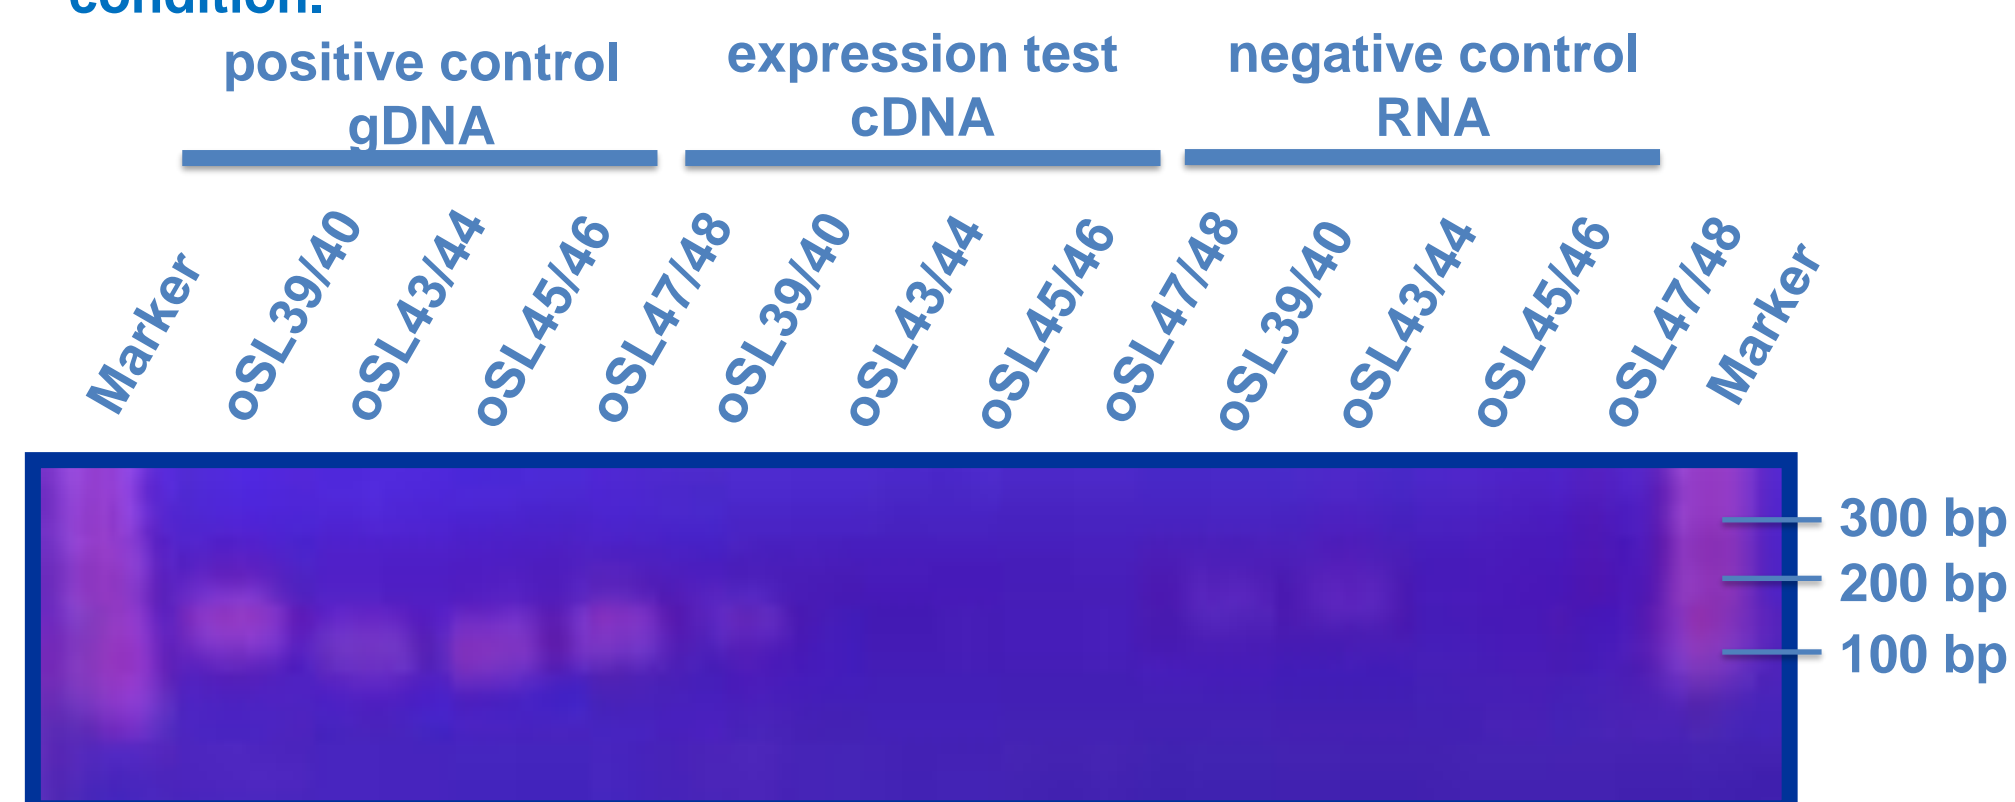 condition.
positive control
gDNA
expression test
cDNA
negative control
RNA
Marker
oSL39/40
oSL43/44
oSL45/46
oSL47/48
oSL39/40
oSL43/44
oSL45/46
oSL47/48
oSL39/40
oSL43/44
oSL45/46
oSL47/48
Marker
300 bp
200 bp
100 bp